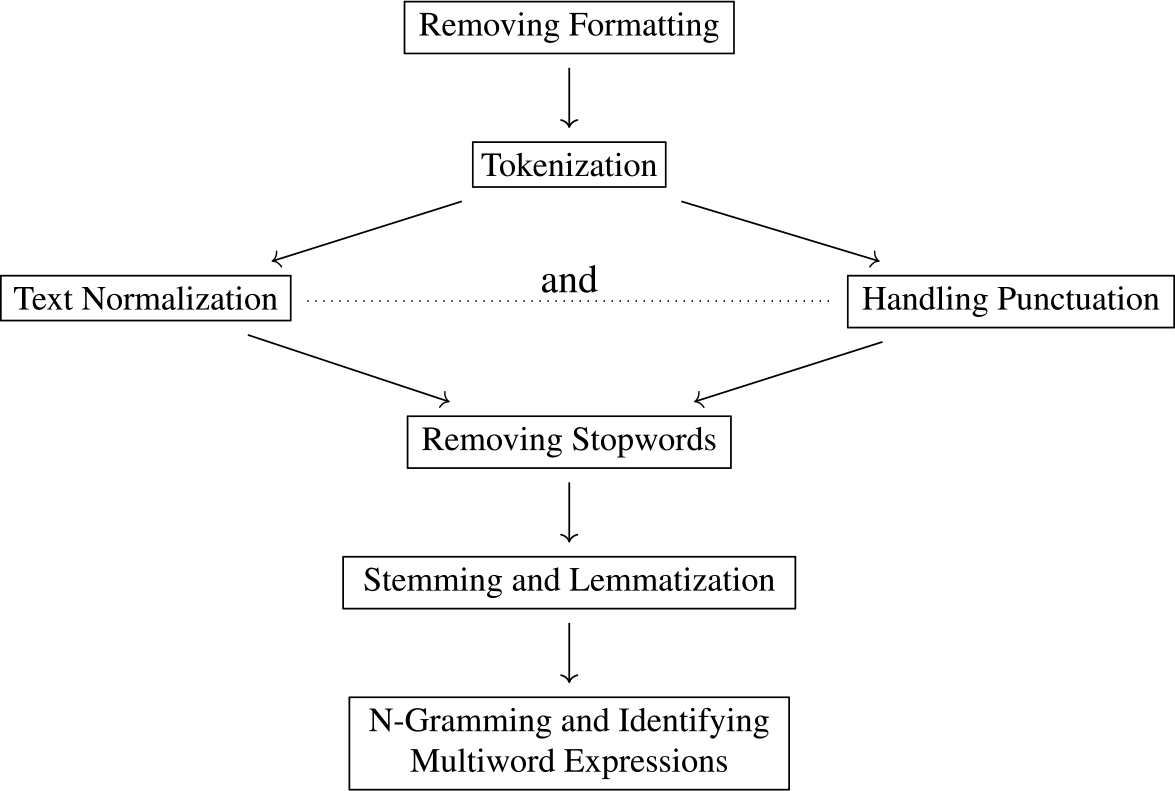 Removing Formatting
Tokenization
and
Text Normalization
Handling Punctuation
Removing Stopwords
Stemming and Lemmatization
N-Gramming and Identifying
Multiword Expressions